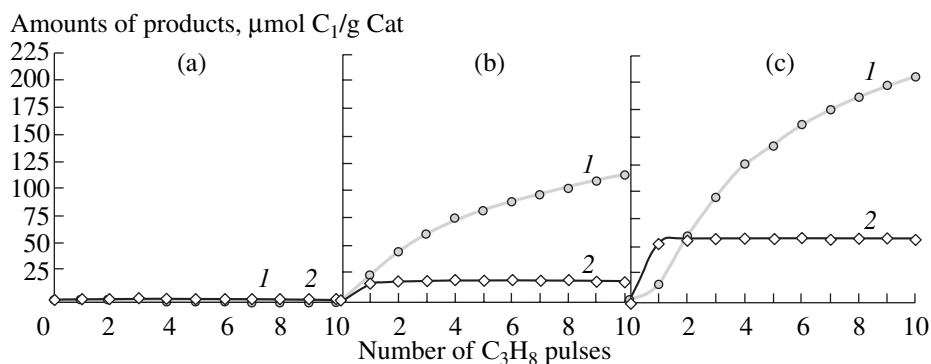 Amounts of products, μmol C₁/g Cat
225
200
175
150
125
100
75
50
25
(a)
(b)
(c)
1
2
1
2
1
2
0 2 4 6 8 10 2 4 6 8 10 2 4 6 8 10
Number of C₃H₈ pulses